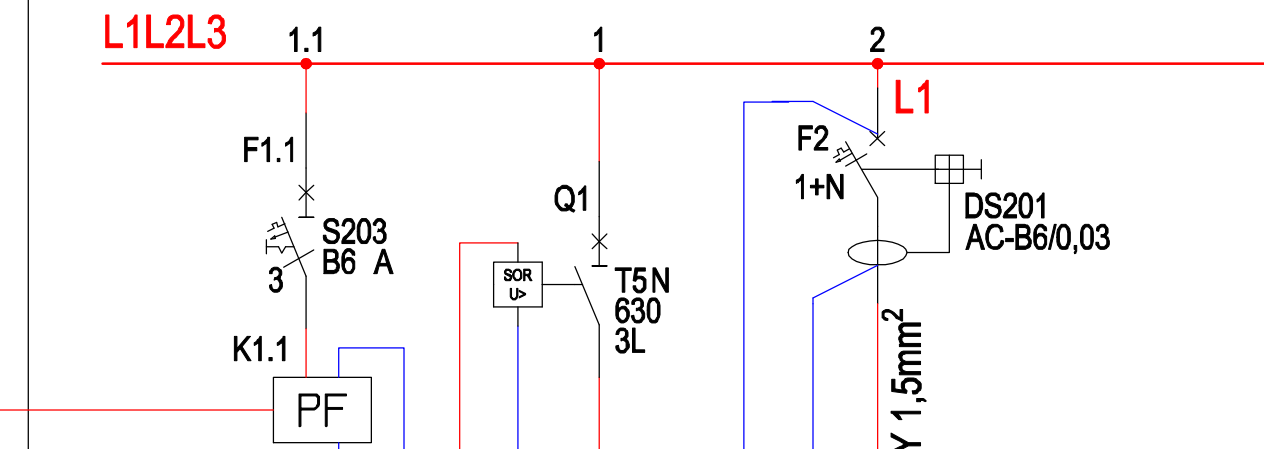 L1L2L3
1.1
1
2
L1
F1.1
F2
1+N
Q1
DS201
AC-B6/0,03
S203
B6 A
3
SOR
U>
T5N
630
3L
K1.1
PF
Y 1,5mm²